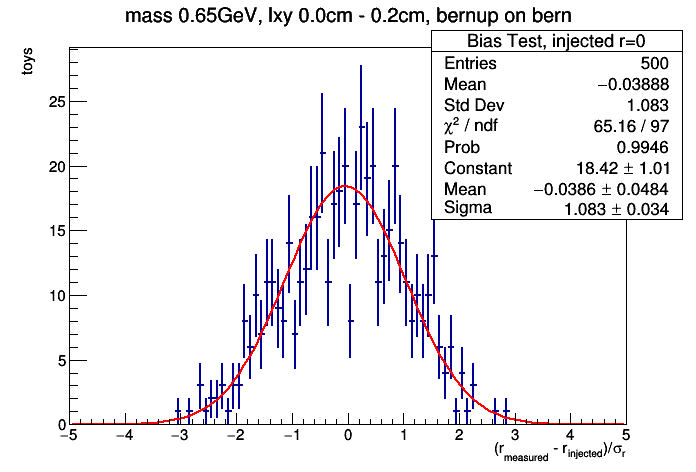 mass 0.65GeV, lxy 0.0cm - 0.2cm, bernup on bern
Bias Test, injected r=0
Entries 500
Mean −0.03888
Std Dev 1.083
χ² / ndf 65.16 / 97
Prob 0.9946
Constant 18.42 ± 1.01
Mean −0.0386 ± 0.0484
Sigma 1.083 ± 0.034
toys
25
20
15
10
5
0
−5 −4 −3 −2 −1 0 1 2 3 4 5
(r_measured - r_injected)/σ_r